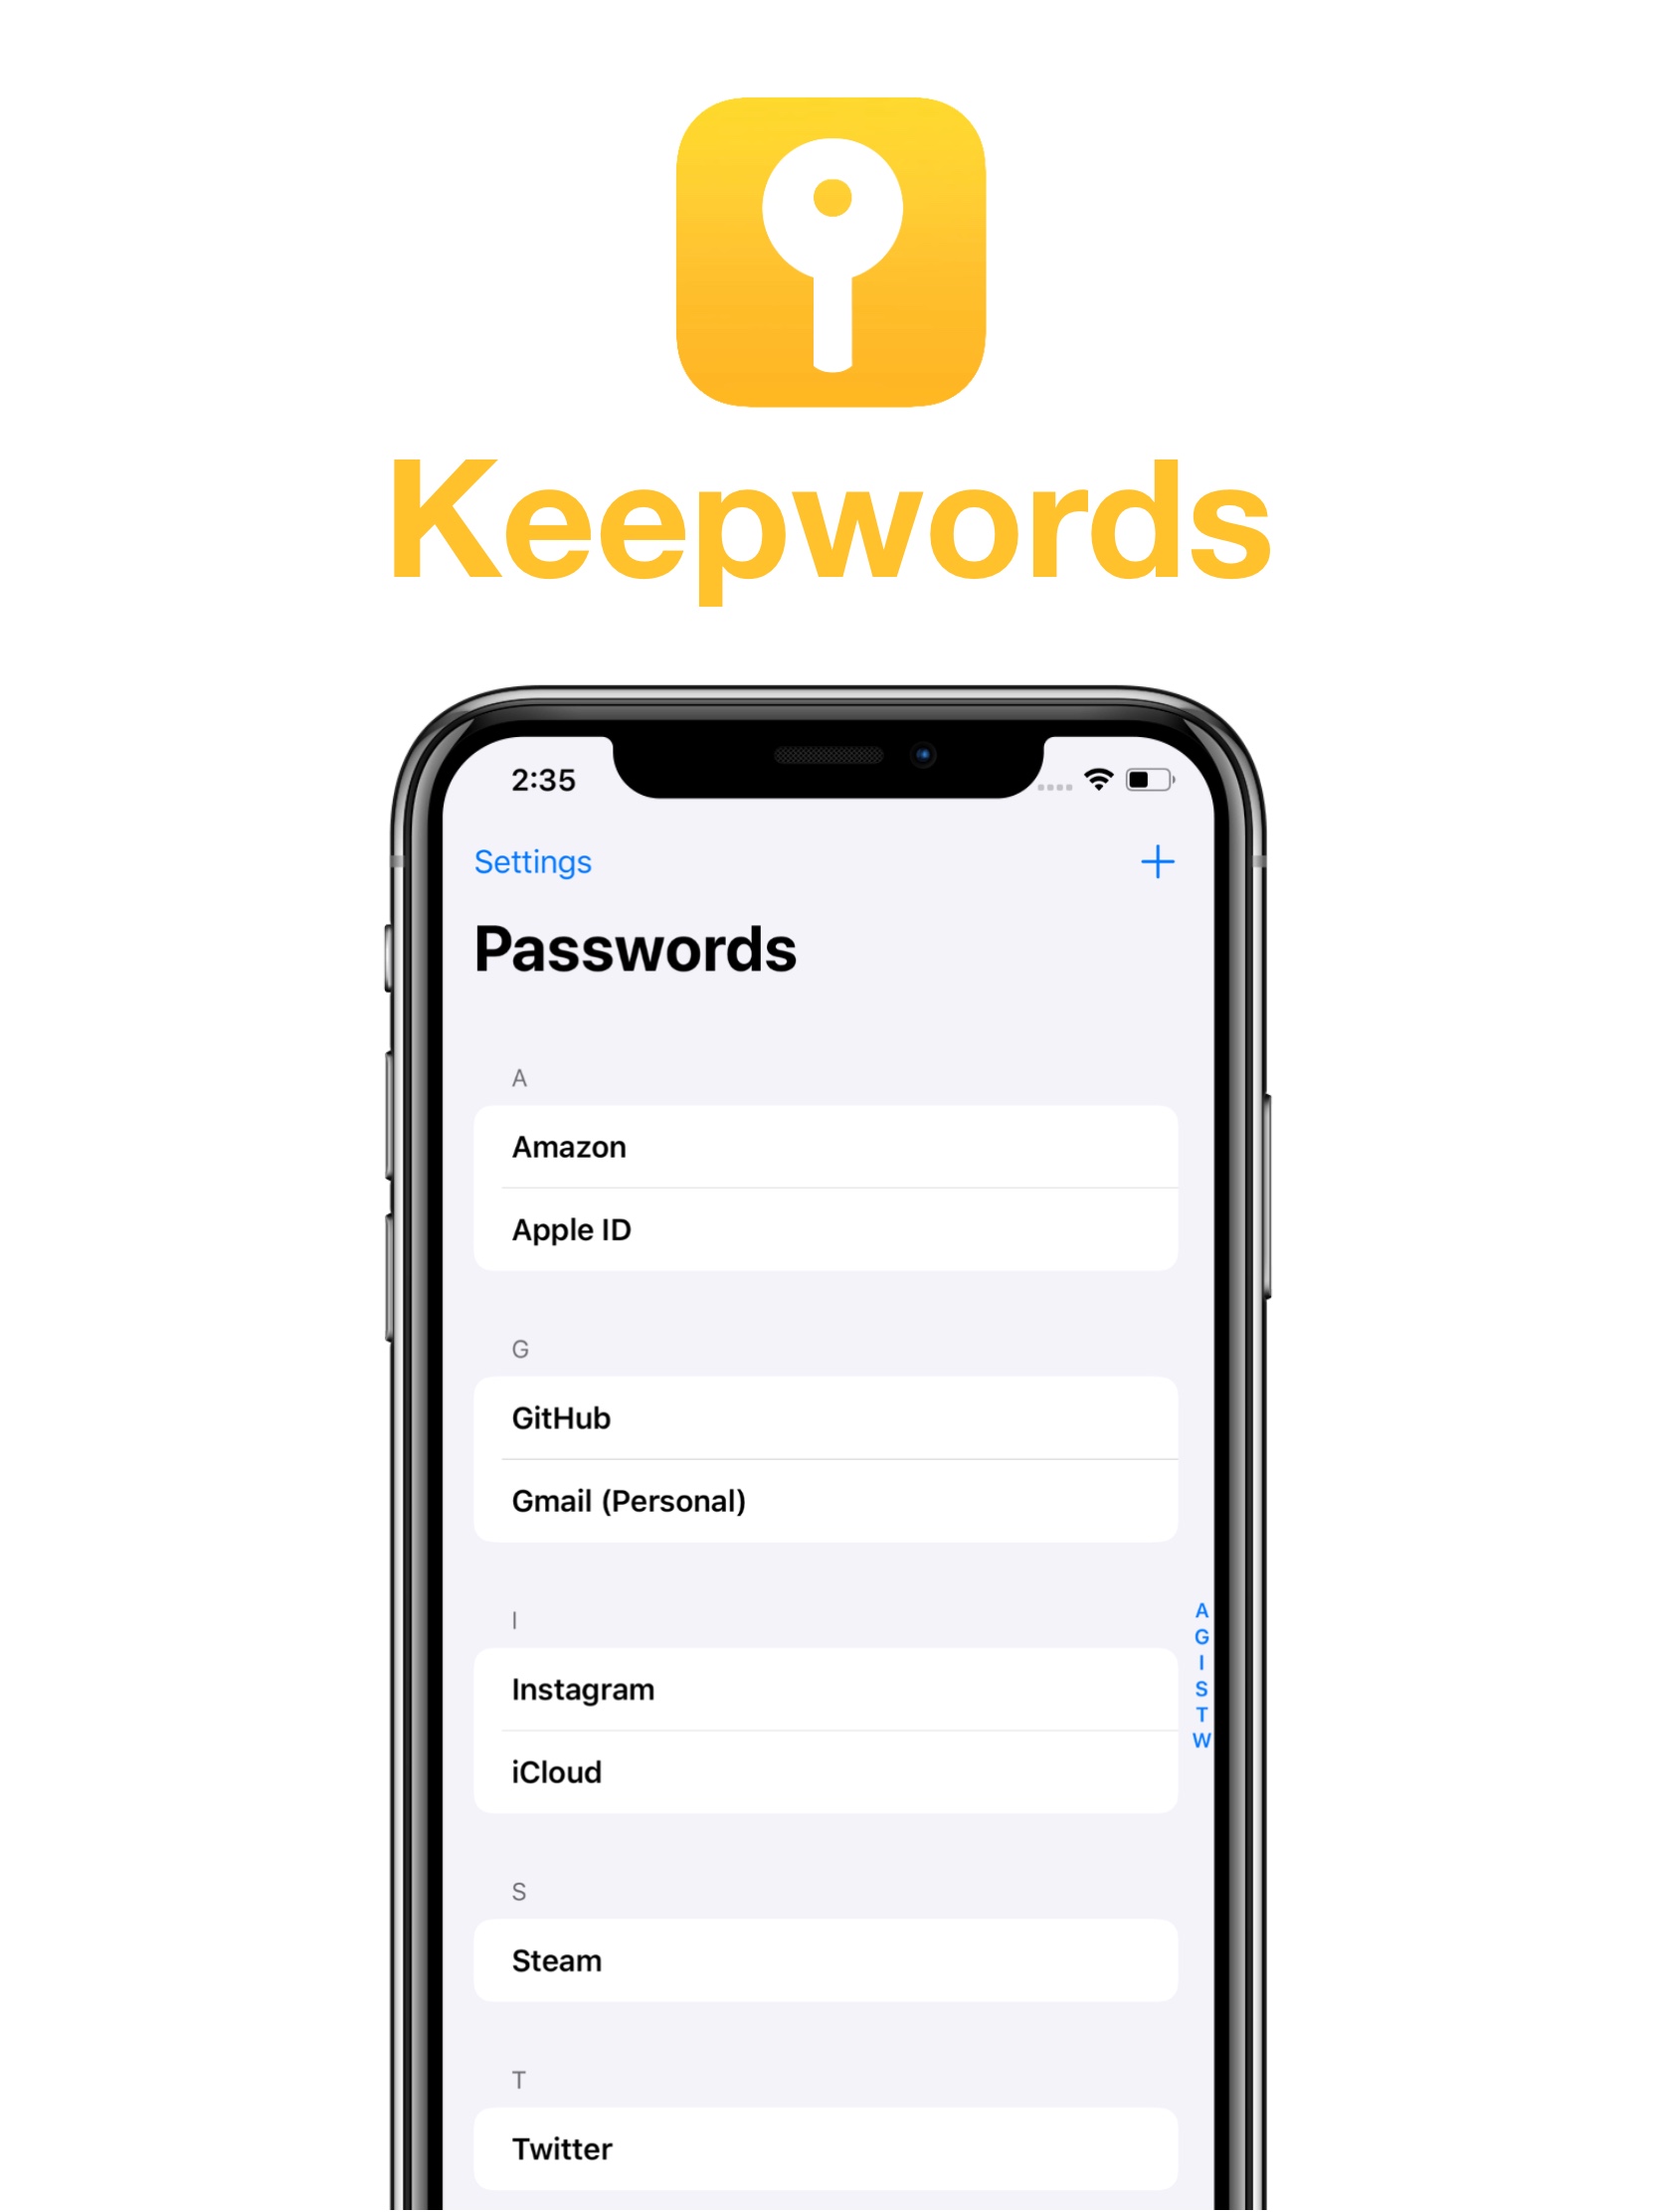 Keepwords
2:35
Settings
Passwords
A
Amazon
Apple ID
G
GitHub
Gmail (Personal)
I
Instagram
iCloud
S
Steam
T
Twitter
A
G
I
S
T
W